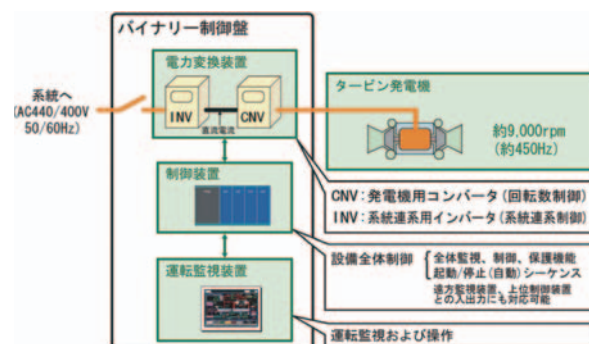 バイナリー制御盤
電力変換装置
系統へ
(AC440/400V
50/60Hz)
INV
CNV
直流電流
タービン発電機
約9,000rpm
(約450Hz)
CNV:発電機用コンバータ(回転数制御)
INV:系統連系用インバータ(系統連系制御)
制御装置
設備全体制御
全体監視、制御、保護機能
起動/停止(自動)シーケンス
遠方監視装置、上位制御装置
との入出力にも対応可能
運転監視装置
運転監視および操作